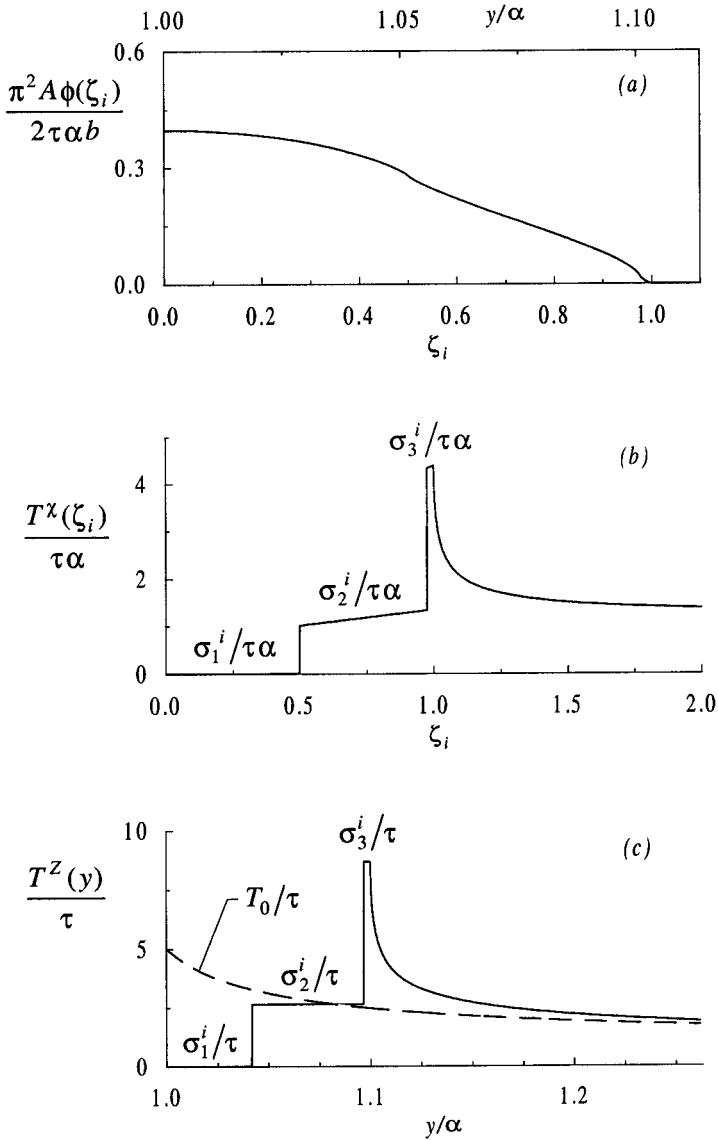 1.00 1.05 y/α 1.10
0.6 (a)
π²Aφ(ζᵢ)
2ταb
0.3
0.0
0.0 0.2 0.4 0.6 0.8 1.0
ζᵢ
σ₃ⁱ/τα (b)
4
Tᵡ(ζᵢ)
τα
2
σ₂ⁱ/τα
σ₁ⁱ/τα
0
0.0 0.5 1.0 1.5 2.0
ζᵢ
10
σ₃ⁱ/τ (c)
T^Z(y)
τ
T₀/τ
5
σ₂ⁱ/τ
σ₁ⁱ/τ
0
1.0 1.1 1.2
y/α